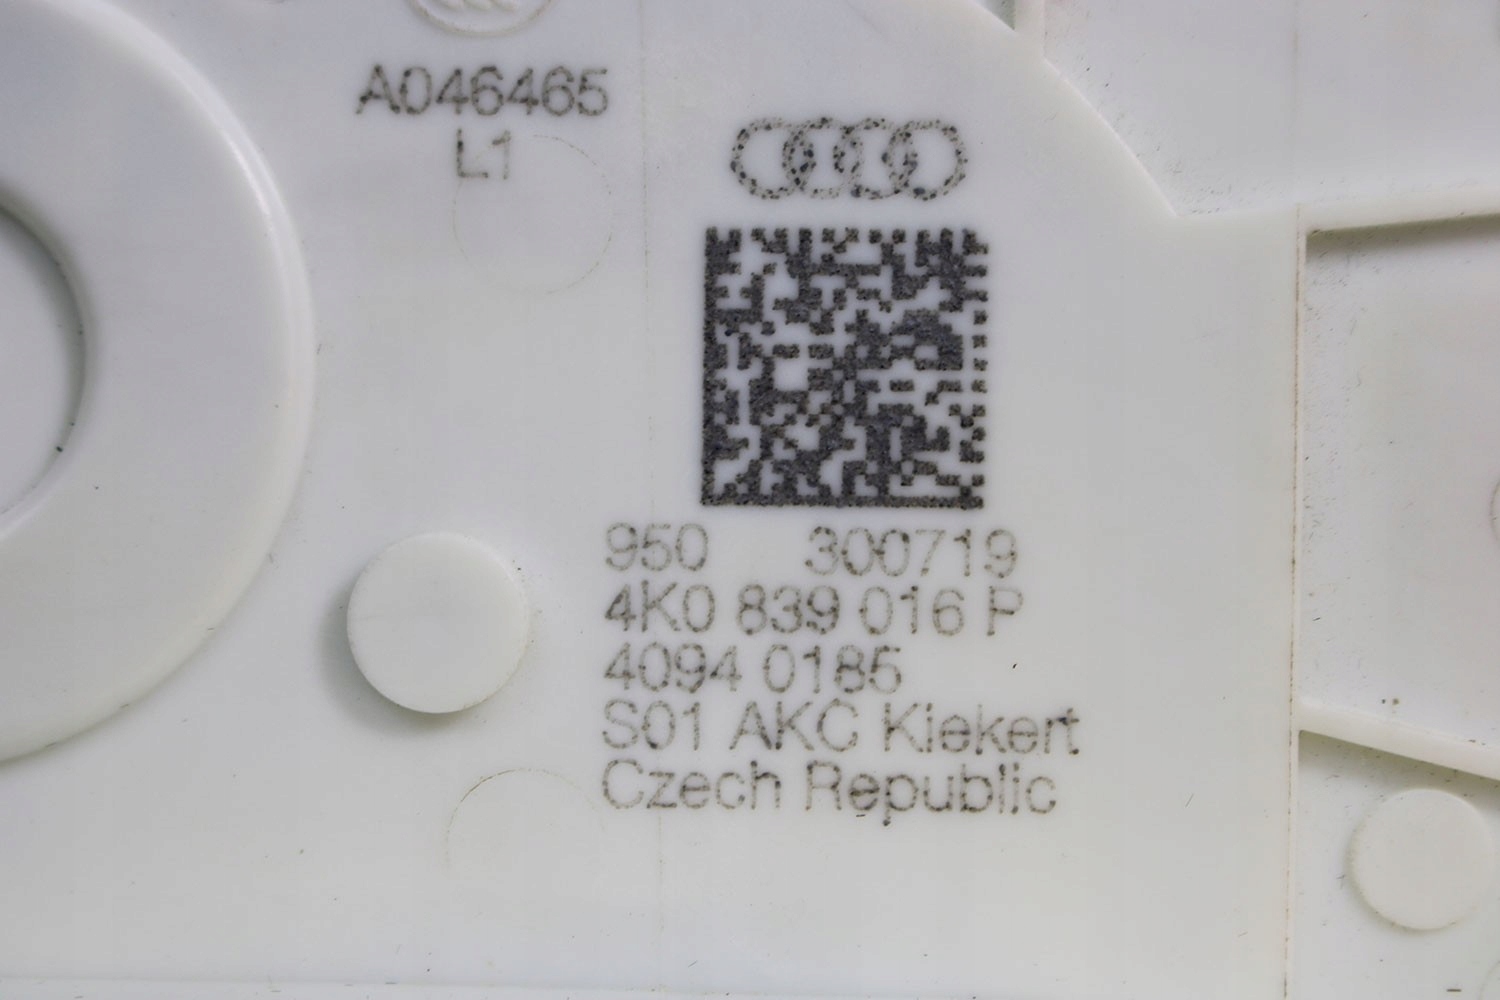 A046465
L1
950 300719
4K0 839 016 P
4094 0185
S01 AKC Kiekert
Czech Republic